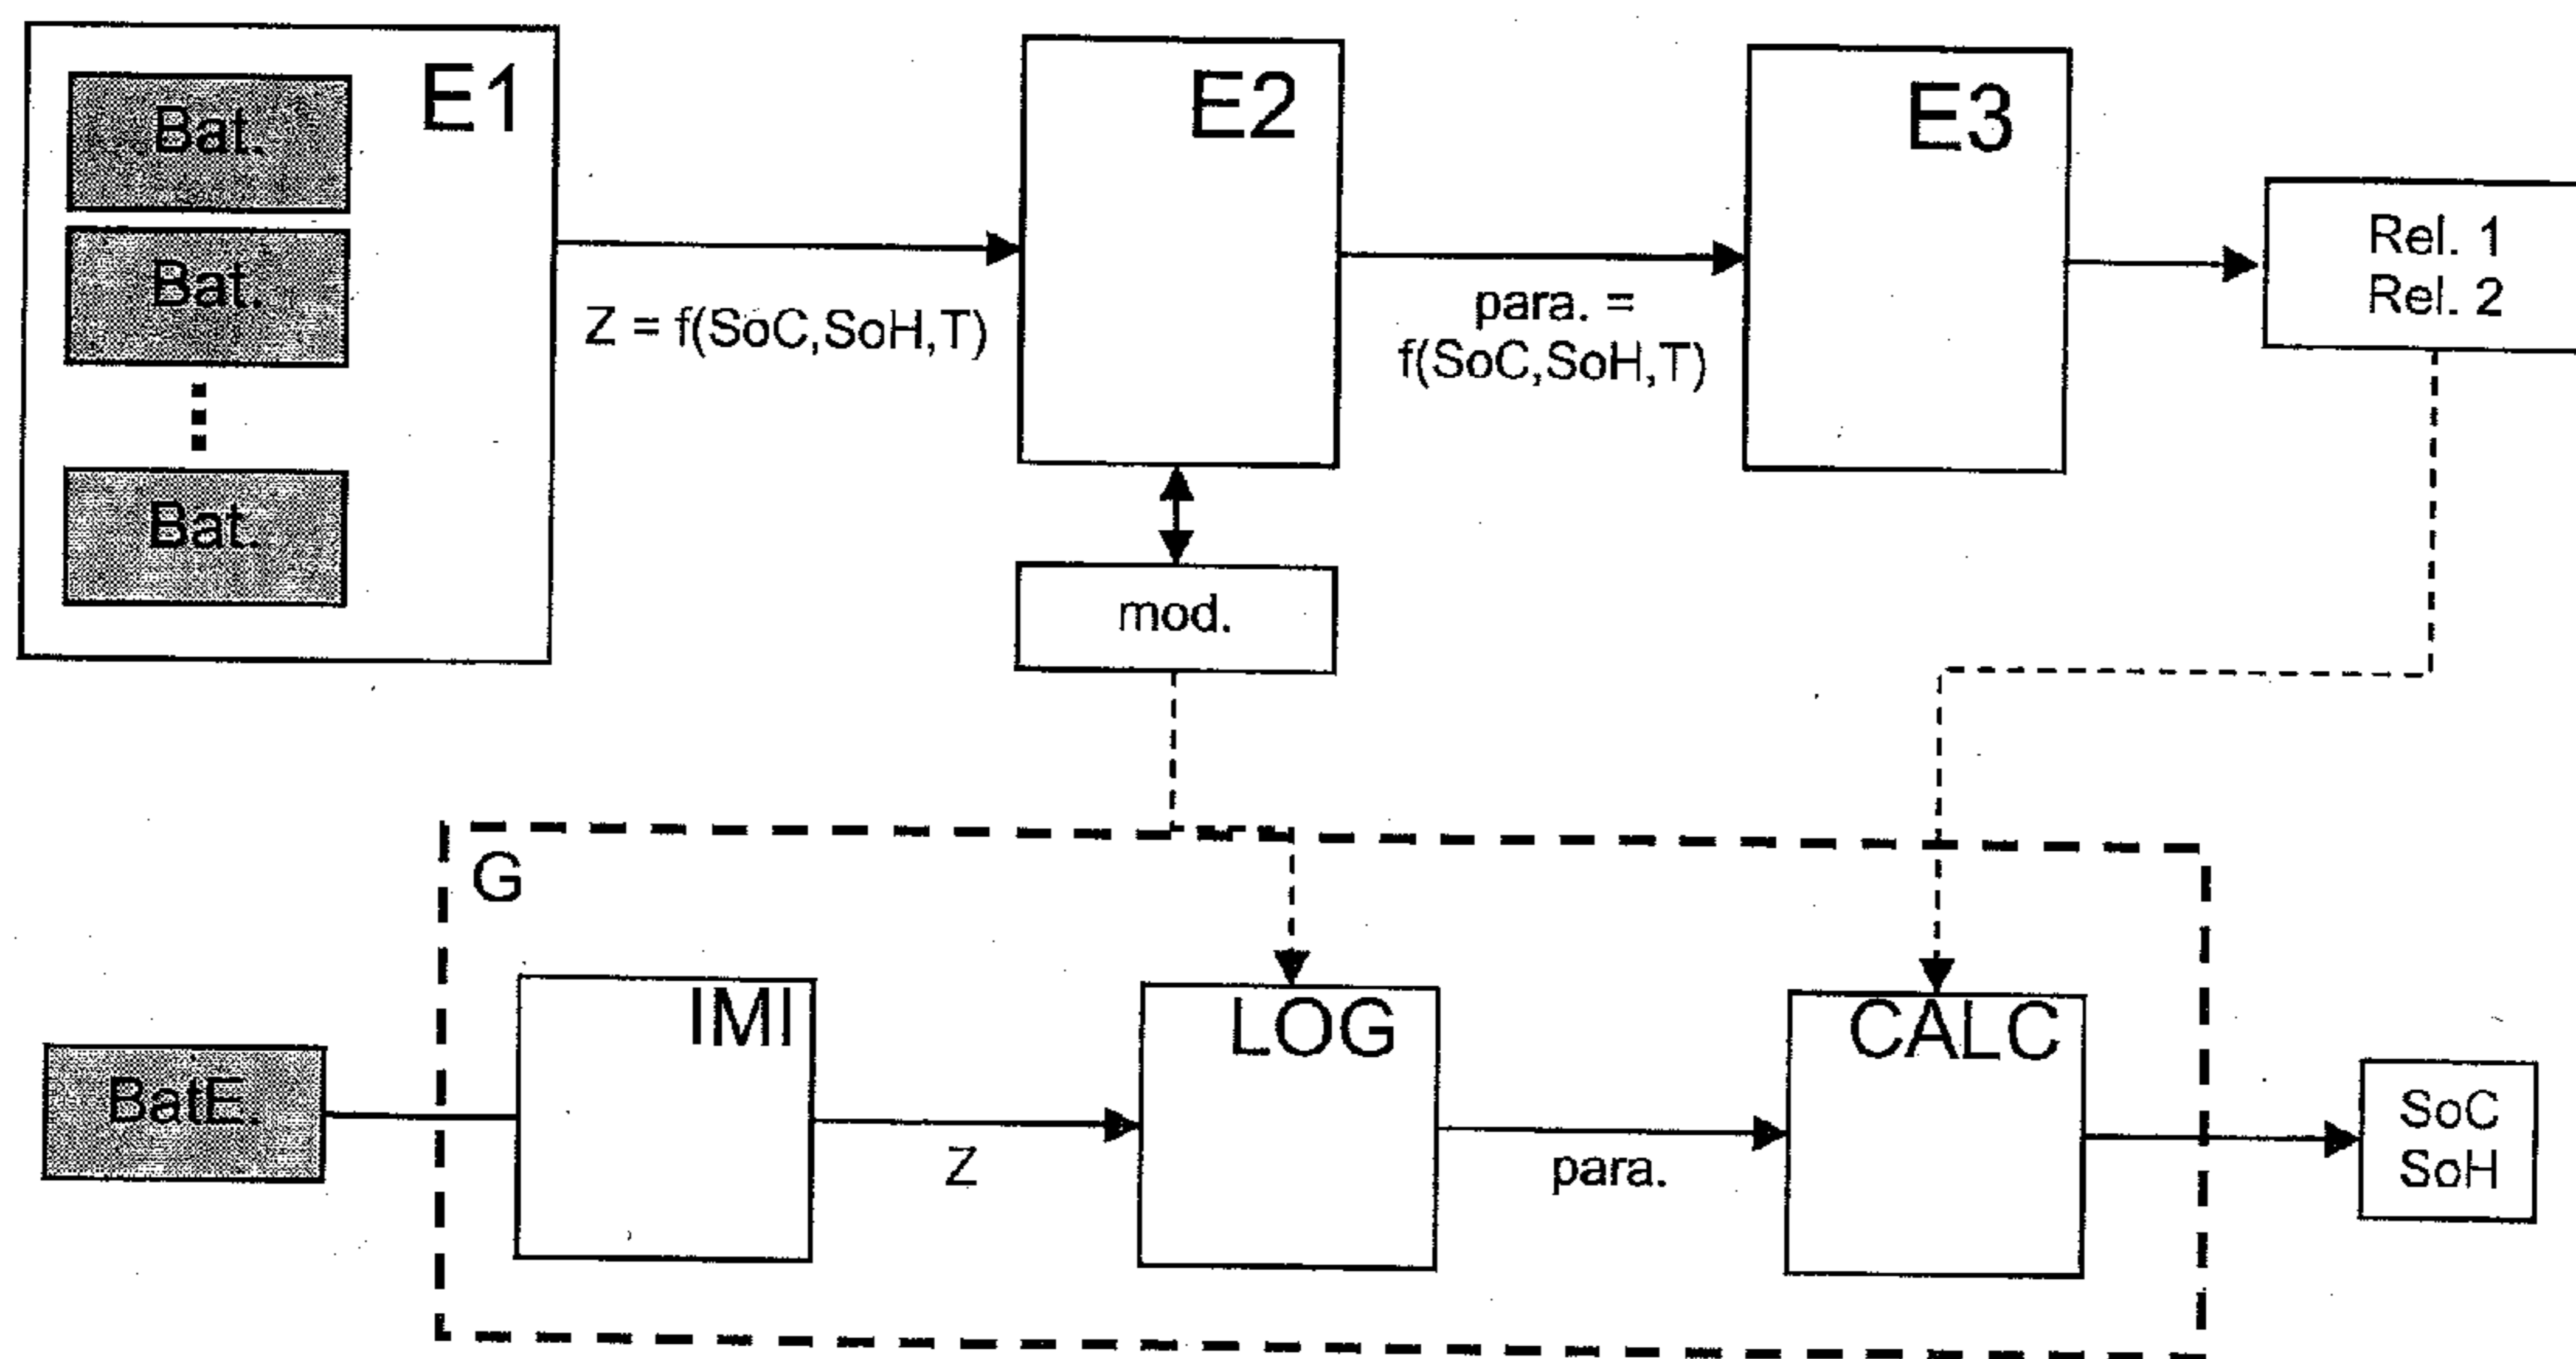 E1
Bat.
Bat.
Bat.
Z = f(SoC,SoH,T)
E2
mod.
para. =
f(SoC,SoH,T)
E3
Rel. 1
Rel. 2
G
BatE.
IMI
Z
LOG
para.
CALC
SoC
SoH